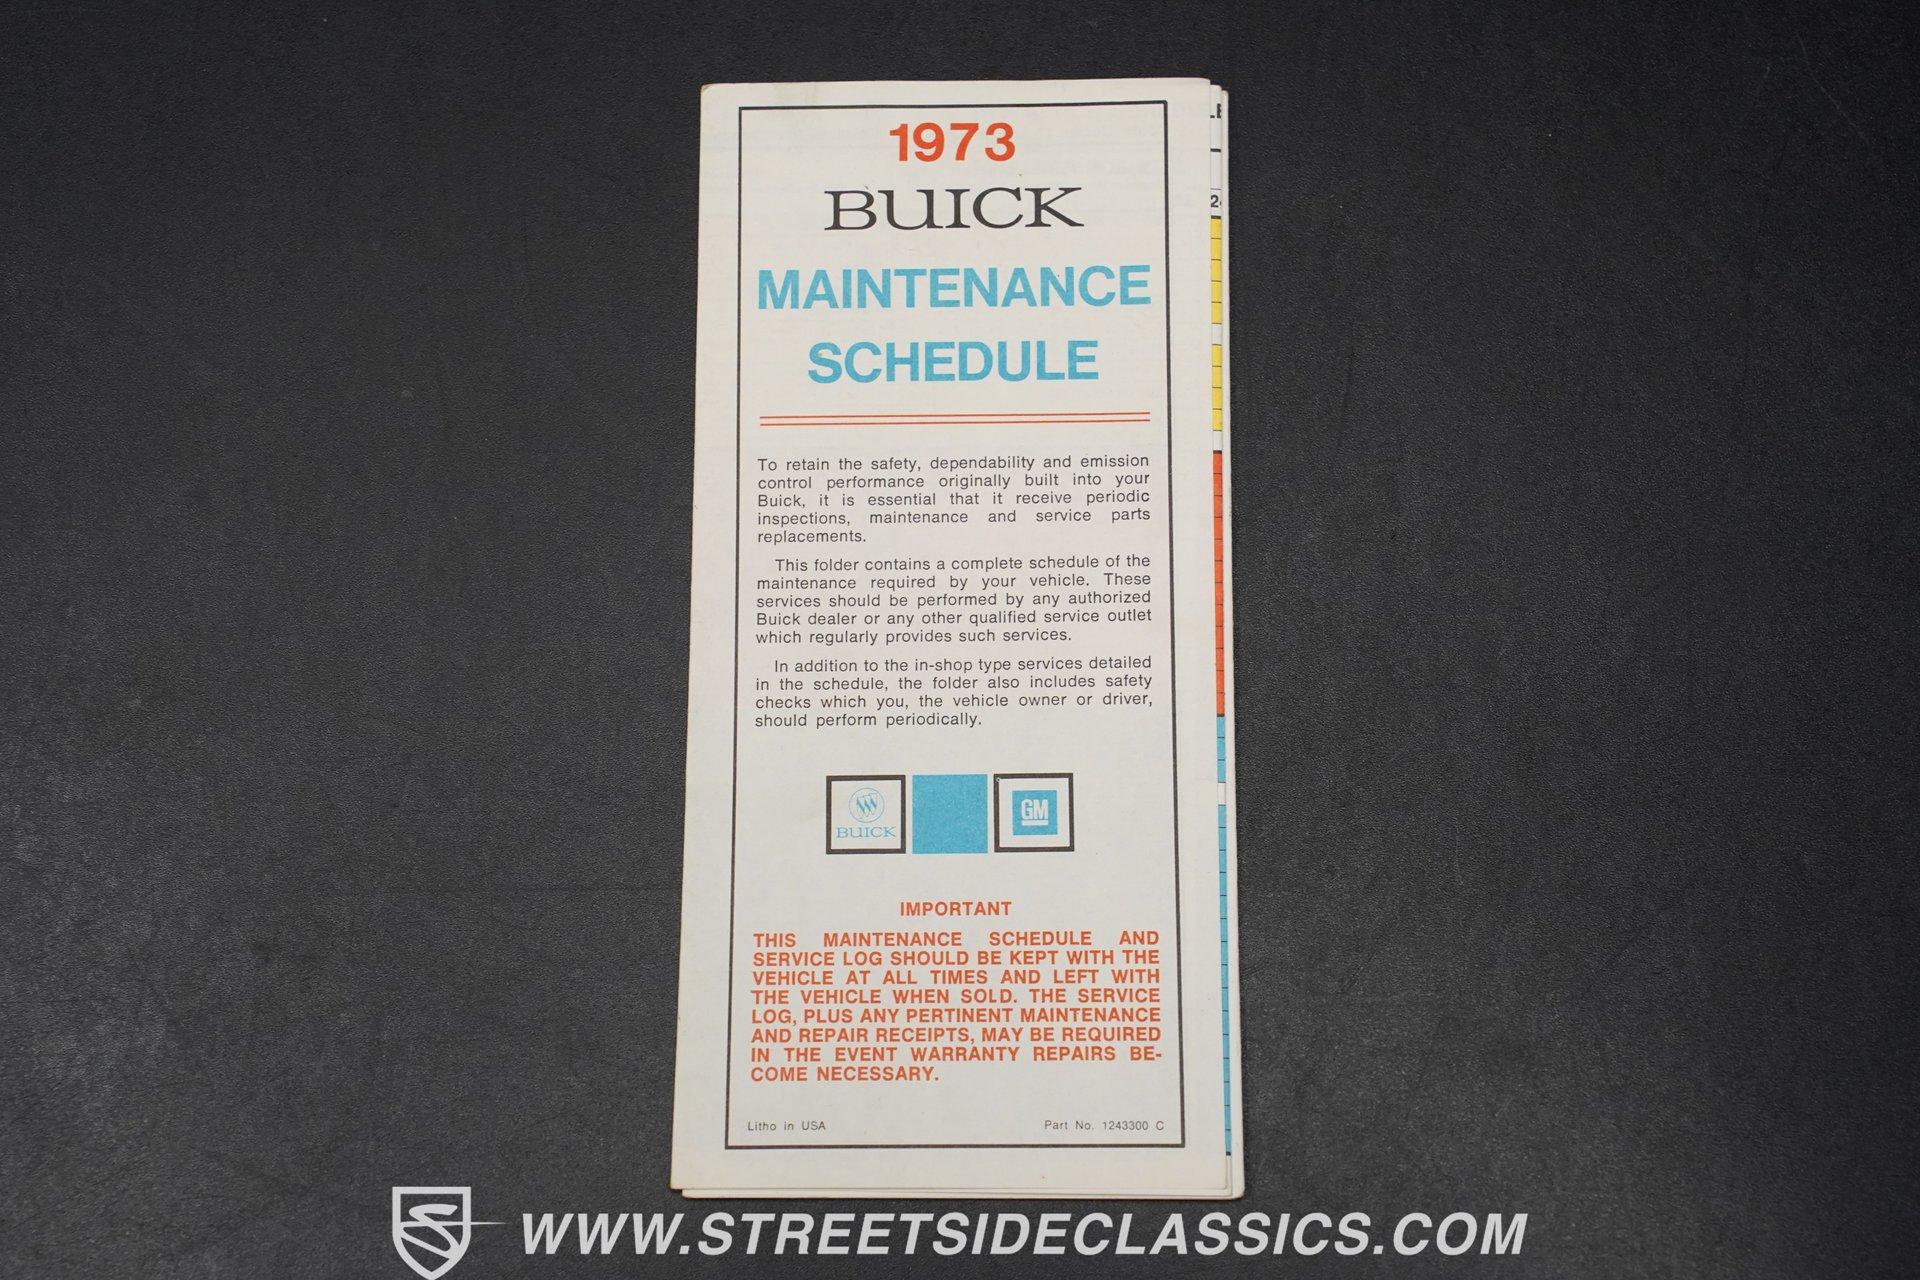 1973
BUICK
MAINTENANCE
SCHEDULE
To retain the safety, dependability and emission
control performance originally built into your
Buick, it is essential that it receive periodic
inspections, maintenance and service parts
replacements.
This folder contains a complete schedule of the
maintenance required by your vehicle. These
services should be performed by any authorized
Buick dealer or any other qualified service outlet
which regularly provides such services.
In addition to the in-shop type services detailed
in the schedule, the folder also includes safety
checks which you, the vehicle owner or driver,
should perform periodically.
BUICK
GM
IMPORTANT
THIS MAINTENANCE SCHEDULE AND
SERVICE LOG SHOULD BE KEPT WITH THE
VEHICLE AT ALL TIMES AND LEFT WITH
THE VEHICLE WHEN SOLD. THE SERVICE
LOG, PLUS ANY PERTINENT MAINTENANCE
AND REPAIR RECEIPTS, MAY BE REQUIRED
IN THE EVENT WARRANTY REPAIRS BE-
COME NECESSARY.
Litho in USA
Part No. 1243300 C
WWW.STREETSIDECLASSICS.COM